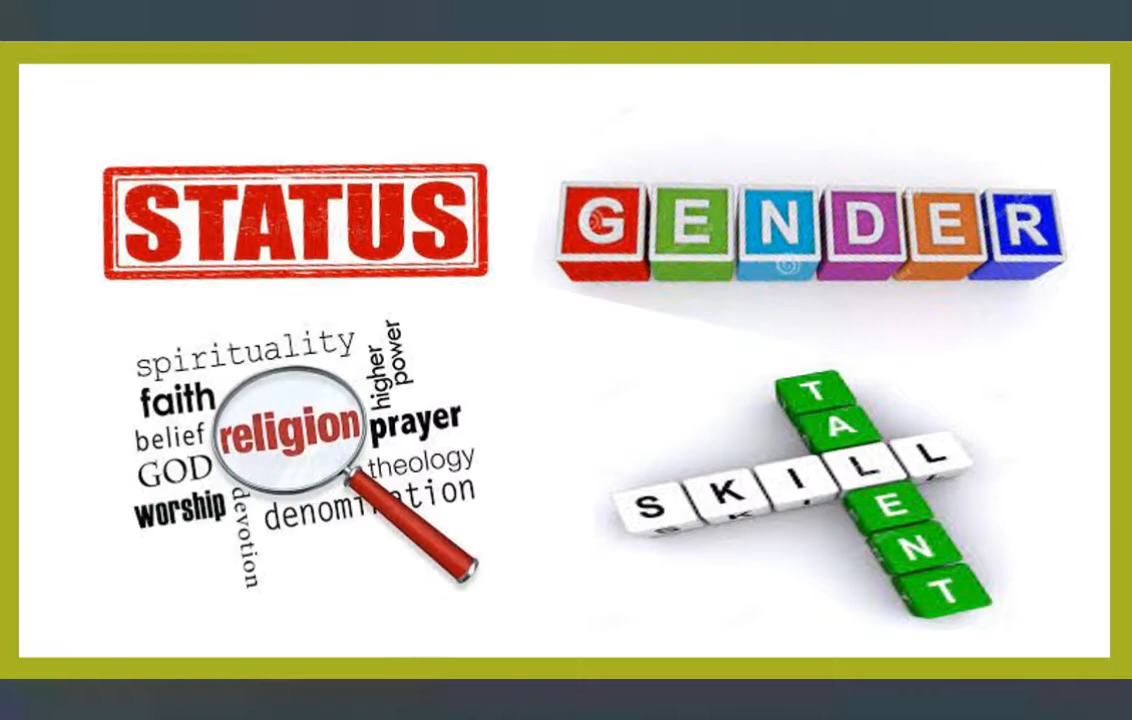 STATUS
GENDER
spirituality
higher
power
faith
religion
prayer
belief
GOD
theology
worship
devotion
denomination
TALENT
SKILL